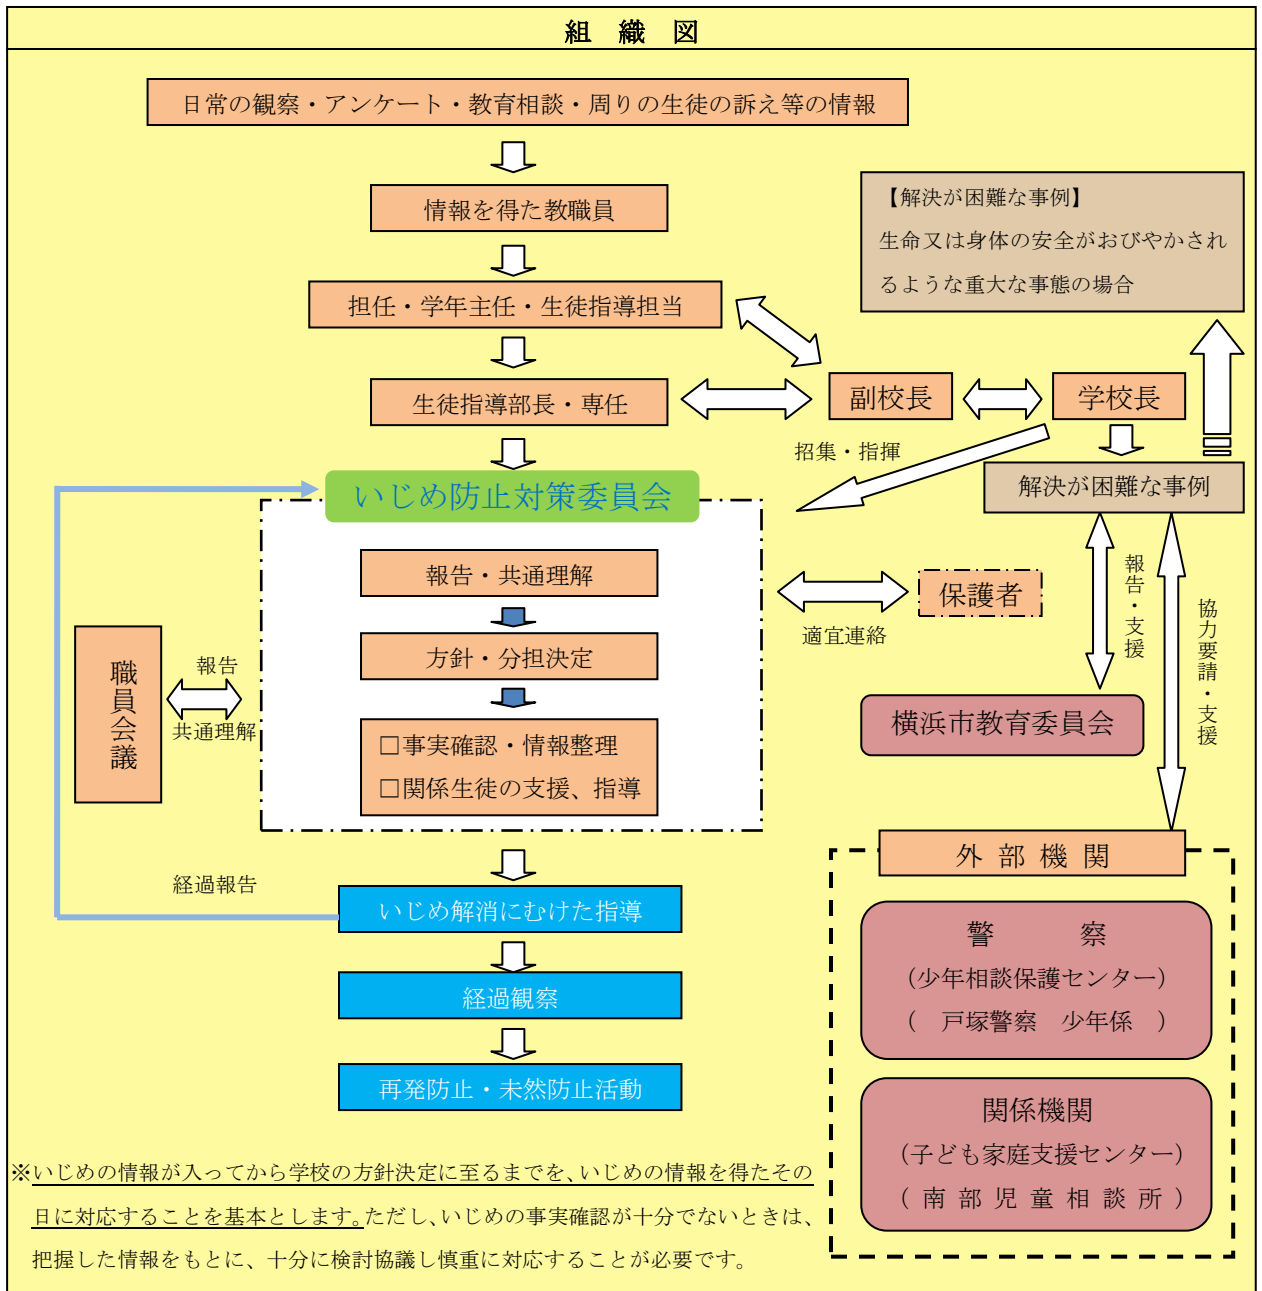 組 織 図
日常の観察・アンケート・教育相談・周りの生徒の訴え等の情報
情報を得た教職員
【解決が困難な事例】
生命又は身体の安全がおびやかされ
るような重大な事態の場合
担任・学年主任・生徒指導担当
生徒指導部長・専任
副校長
学校長
招集・指揮
解決が困難な事例
いじめ防止対策委員会
報告・共通理解
方針・分担決定
□事実確認・情報整理
□関係生徒の支援、指導
保護者
適宜連絡
報告・支援
協力要請・支援
職員会議
報告
共通理解
横浜市教育委員会
外 部 機 関
警 察
（少年相談保護センター）
（ 戸塚警察 少年係 ）
関係機関
（子ども家庭支援センター）
（ 南 部 児 童 相 談 所 ）
経過報告
いじめ解消にむけた指導
経過観察
再発防止・未然防止活動
※いじめの情報が入ってから学校の方針決定に至るまでを、いじめの情報を得たその
日に対応することを基本とします。ただし、いじめの事実確認が十分でないときは、
把握した情報をもとに、十分に検討協議し慎重に対応することが必要です。